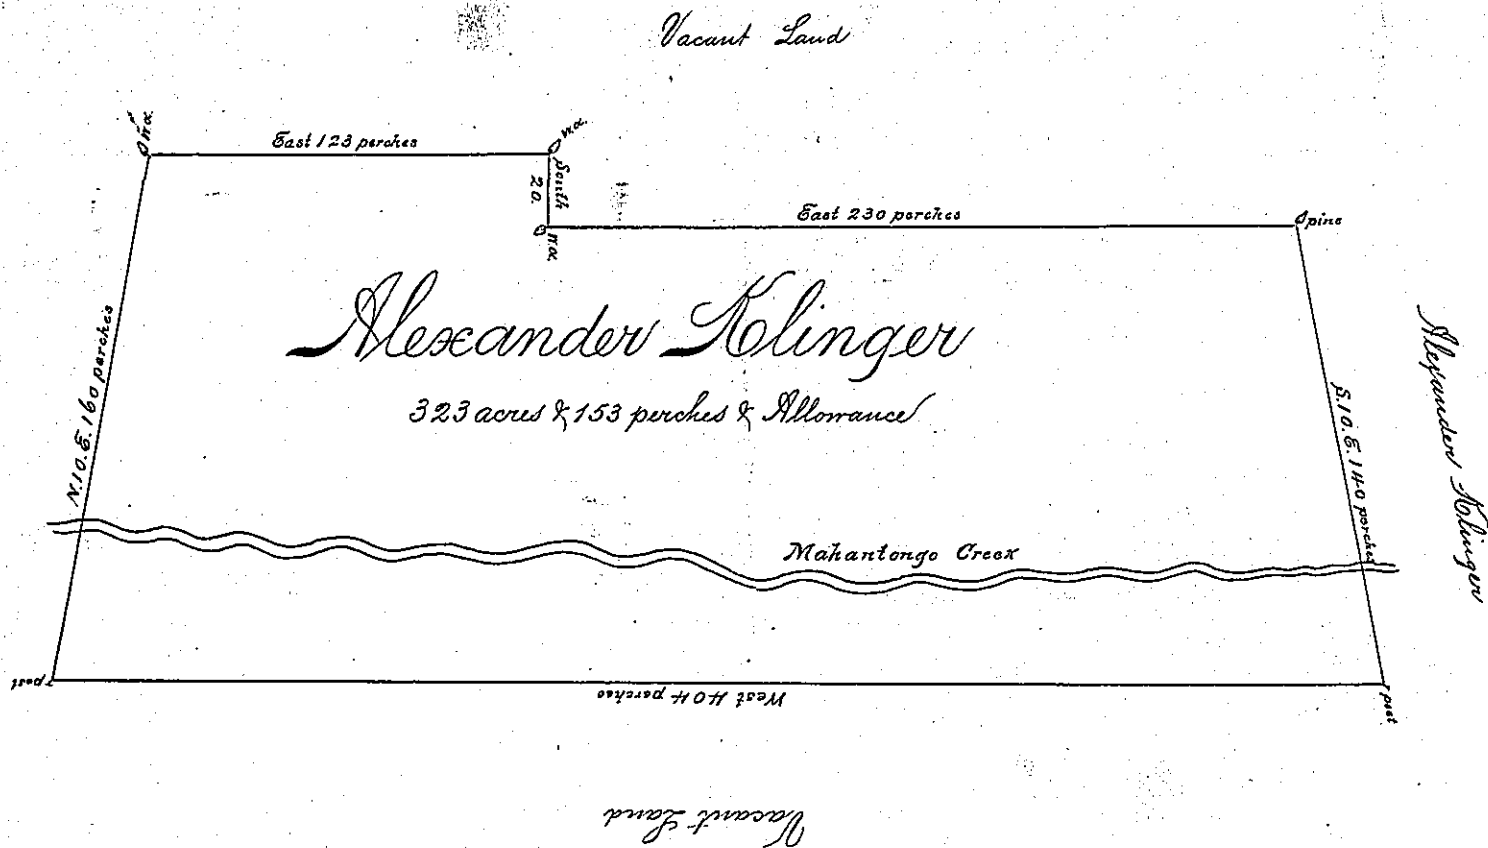 Vacant Land
W.O.
East 123 perches
W.O.
South
20.
W.O.
East 230 perches
pine
Alexander Klinger
323 acres & 153 perches & Allowance
N.10.E. 160 perches
S.10.E. 140 perches
Alexander Klinger
Mahantongo Creek
post
West 404 perches
post
Vacant Land